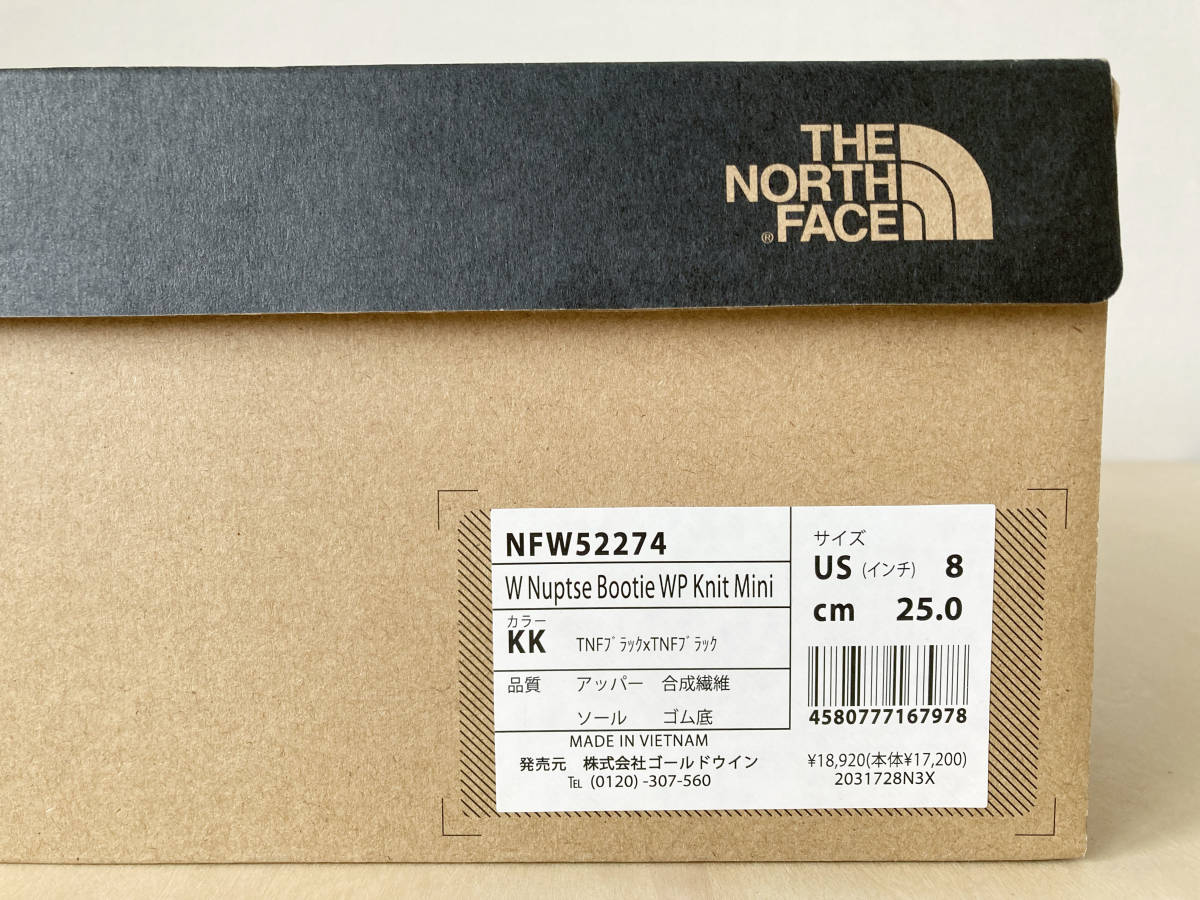 THE
NORTH
FACE
®
NFW52274
W Nuptse Bootie WP Knit Mini
カラー
KK TNFブラックxTNFブラック
品質 アッパー 合成繊維
ソール ゴム底
MADE IN VIETNAM
発売元 株式会社ゴールドウイン
TEL (0120) -307-560
サイズ
US (インチ) 8
cm 25.0
4580777167978
¥18,920(本体¥17,200)
2031728N3X